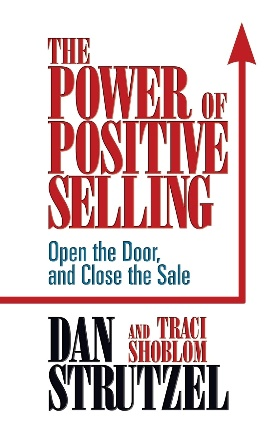 THE
POWER OF
POSITIVE
SELLING
Open the Door,
and Close the Sale
DAN AND TRACI
SHOBLOM
STRUTZEL